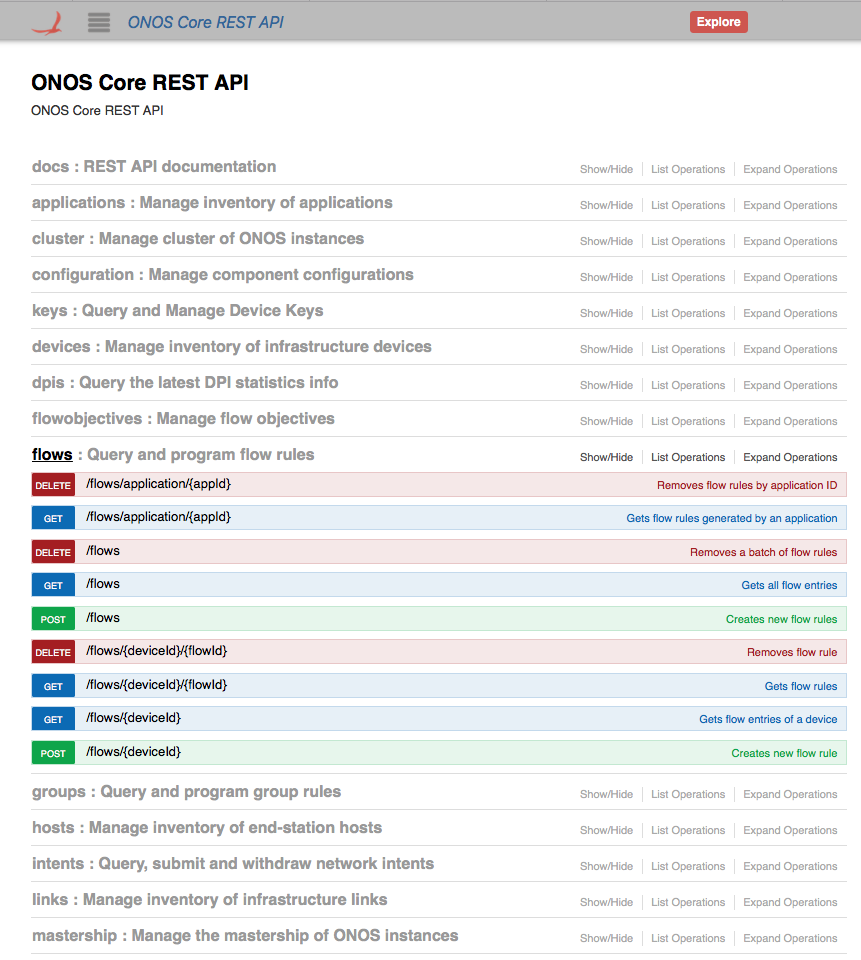 ONOS Core REST API Explore
ONOS Core REST API
ONOS Core REST API
docs : REST API documentation Show/Hide List Operations Expand Operations
applications : Manage inventory of applications Show/Hide List Operations Expand Operations
cluster : Manage cluster of ONOS instances Show/Hide List Operations Expand Operations
configuration : Manage component configurations Show/Hide List Operations Expand Operations
keys : Query and Manage Device Keys Show/Hide List Operations Expand Operations
devices : Manage inventory of infrastructure devices Show/Hide List Operations Expand Operations
dpis : Query the latest DPI statistics info Show/Hide List Operations Expand Operations
flowobjectives : Manage flow objectives Show/Hide List Operations Expand Operations
flows : Query and program flow rules Show/Hide List Operations Expand Operations
DELETE /flows/application/{appId} Removes flow rules by application ID
GET /flows/application/{appId} Gets flow rules generated by an application
DELETE /flows Removes a batch of flow rules
GET /flows Gets all flow entries
POST /flows Creates new flow rules
DELETE /flows/{deviceId}/{flowId} Removes flow rule
GET /flows/{deviceId}/{flowId} Gets flow rules
GET /flows/{deviceId} Gets flow entries of a device
POST /flows/{deviceId} Creates new flow rule
groups : Query and program group rules Show/Hide List Operations Expand Operations
hosts : Manage inventory of end-station hosts Show/Hide List Operations Expand Operations
intents : Query, submit and withdraw network intents Show/Hide List Operations Expand Operations
links : Manage inventory of infrastructure links Show/Hide List Operations Expand Operations
mastership : Manage the mastership of ONOS instances Show/Hide List Operations Expand Operations